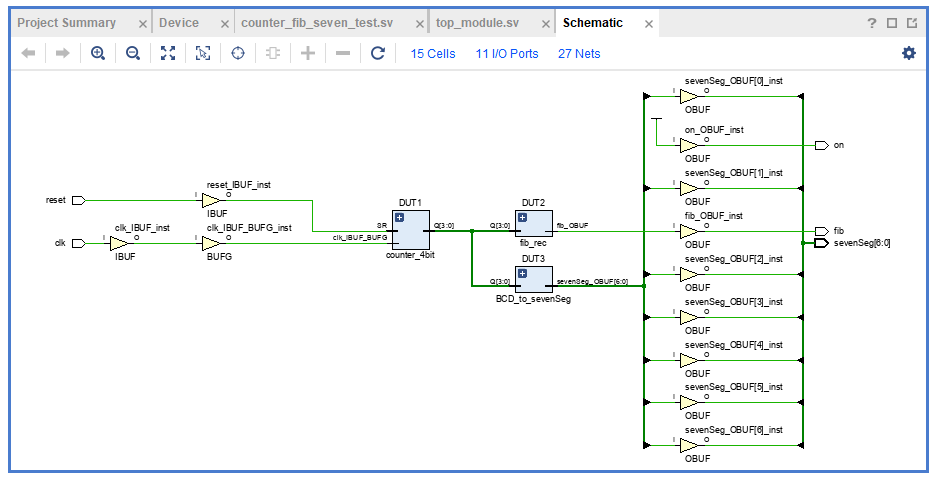 Project Summary × Device × counter_fib_seven_test.sv × top_module.sv × Schematic × ?
15 Cells 11 I/O Ports 27 Nets
sevenSeg_OBUF[0]_inst
I O
OBUF
on_OBUF_inst
I O
on
OBUF
sevenSeg_OBUF[1]_inst
I O
OBUF
reset_IBUF_inst
reset I O
IBUF
clk_IBUF_inst
clk I O
IBUF
clk_IBUF_BUFG_inst
I O
BUFG
DUT1
SR
clk_IBUF_BUFG
Q[3:0]
counter_4bit
DUT2
Q[3:0] fib_OBUF
fib_rec
DUT3
Q[3:0] sevenSeg_OBUF[6:0]
BCD_to_sevenSeg
fib_OBUF_inst
I O
fib
OBUF
sevenSeg[6:0]
sevenSeg_OBUF[2]_inst
I O
OBUF
sevenSeg_OBUF[3]_inst
I O
OBUF
sevenSeg_OBUF[4]_inst
I O
OBUF
sevenSeg_OBUF[5]_inst
I O
OBUF
sevenSeg_OBUF[6]_inst
I O
OBUF